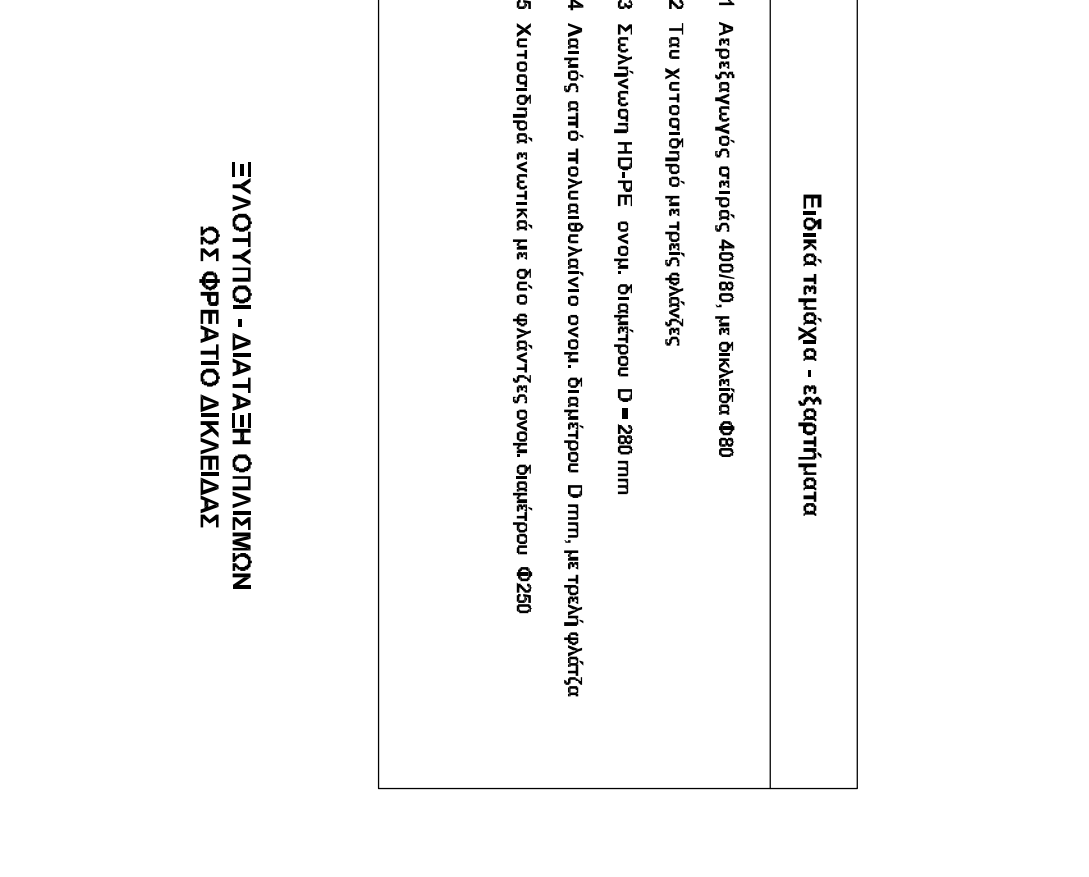 Ειδικά τεμάχια - εξαρτήματα
1 Αερεξαγωγός σειράς 400/80, με δικλείδα Φ80
2 Ταυ χυτοσιδηρό με τρείς φλάνζες
3 Σωλήνωση HD-PE ονομ. διαμέτρου D = 280 mm
4 Λαιμός από πολυαιθυλαίνιο ονομ. διαμέτρου D mm, με τρελή φλάτζα
5 Χυτοσιδηρά ενωτικά με δύο φλάντζες ονομ. διαμέτρου Φ250
ΞΥΛΟΤΥΠΟΙ - ΔΙΑΤΑΞΗ ΟΠΛΙΣΜΩΝ
ΩΣ ΦΡΕΑΤΙΟ ΔΙΚΛΕΙΔΑΣ